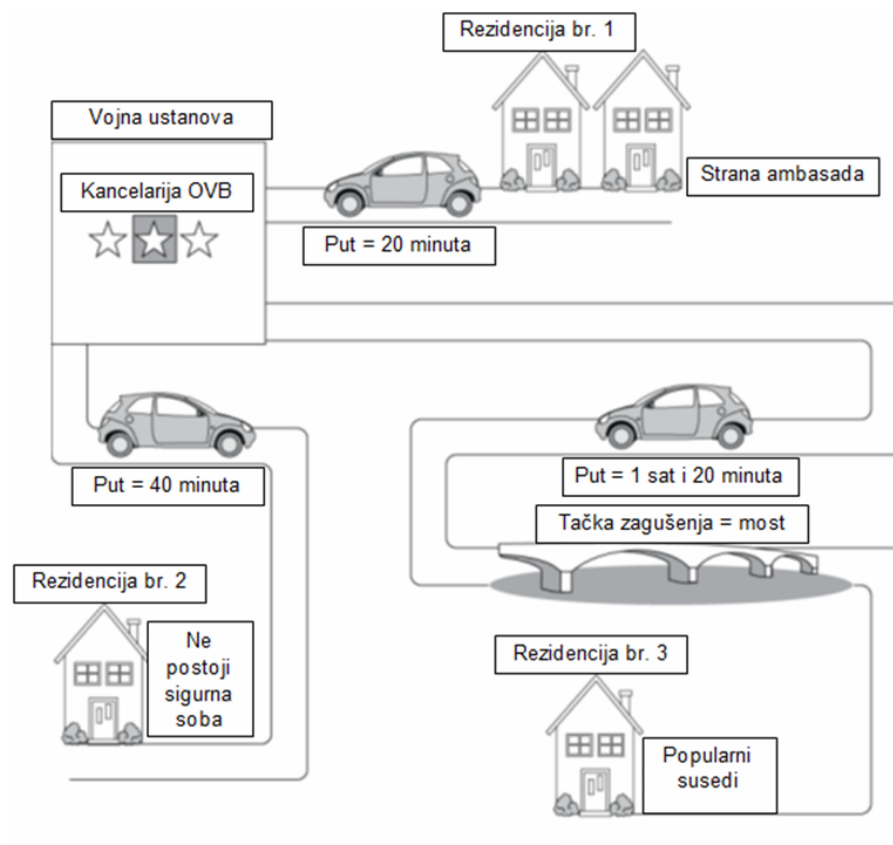 Rezidencija br. 1
Vojna ustanova
Kancelarija OVB
Strana ambasada
Put = 20 minuta
Put = 40 minuta
Put = 1 sat i 20 minuta
Tačka zagušenja = most
Rezidencija br. 2
Ne
postoji
sigurna
soba
Rezidencija br. 3
Popularni
susedi